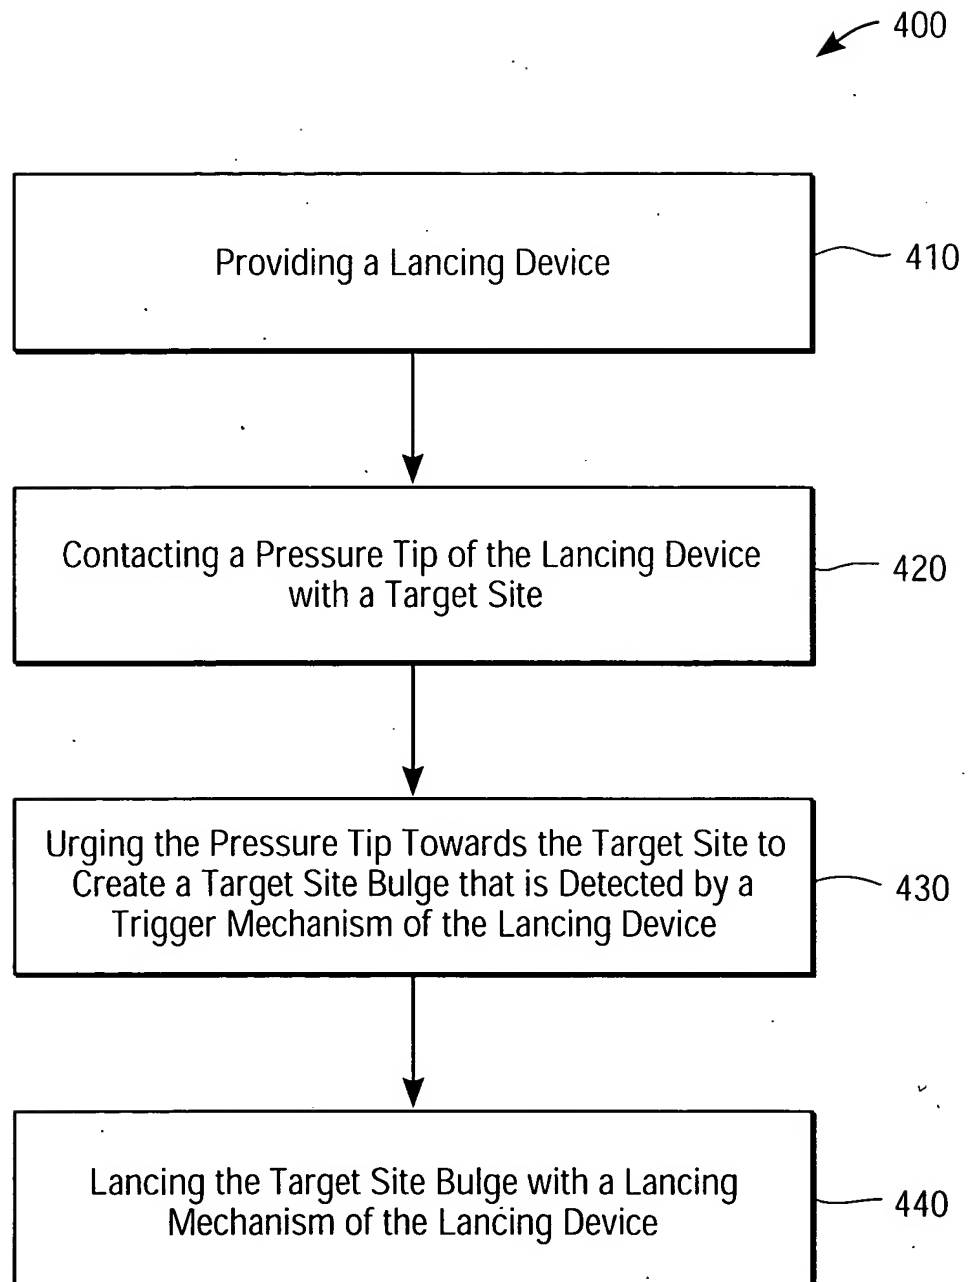 400
Providing a Lancing Device
410
Contacting a Pressure Tip of the Lancing Device
with a Target Site
420
Urging the Pressure Tip Towards the Target Site to
Create a Target Site Bulge that is Detected by a
Trigger Mechanism of the Lancing Device
430
Lancing the Target Site Bulge with a Lancing
Mechanism of the Lancing Device
440